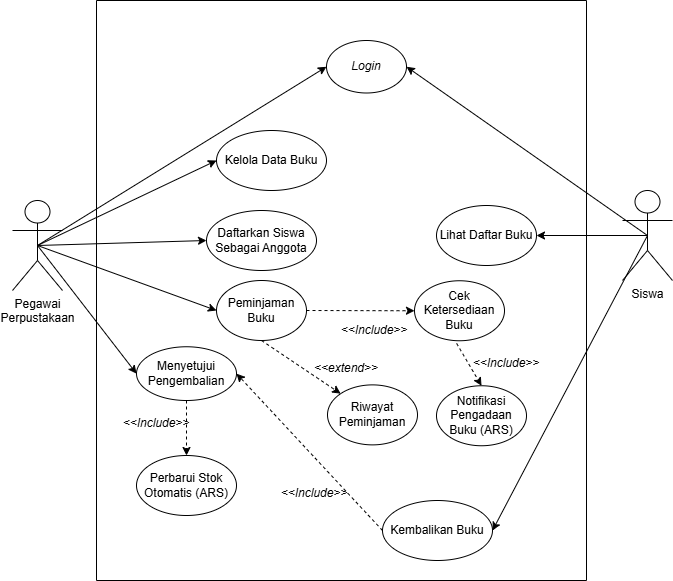 Login
Kelola Data Buku
Daftarkan Siswa
Sebagai Anggota
Lihat Daftar Buku
Pegawai
Perpustakaan
Siswa
Peminjaman
Buku
<<Include>>
Cek
Ketersediaan
Buku
Menyetujui
Pengembalian
<<extend>>
<<Include>>
Riwayat
Peminjaman
Notifikasi
Pengadaan
Buku (ARS)
<<Include>>
Perbarui Stok
Otomatis (ARS)
<<Include>>
Kembalikan Buku